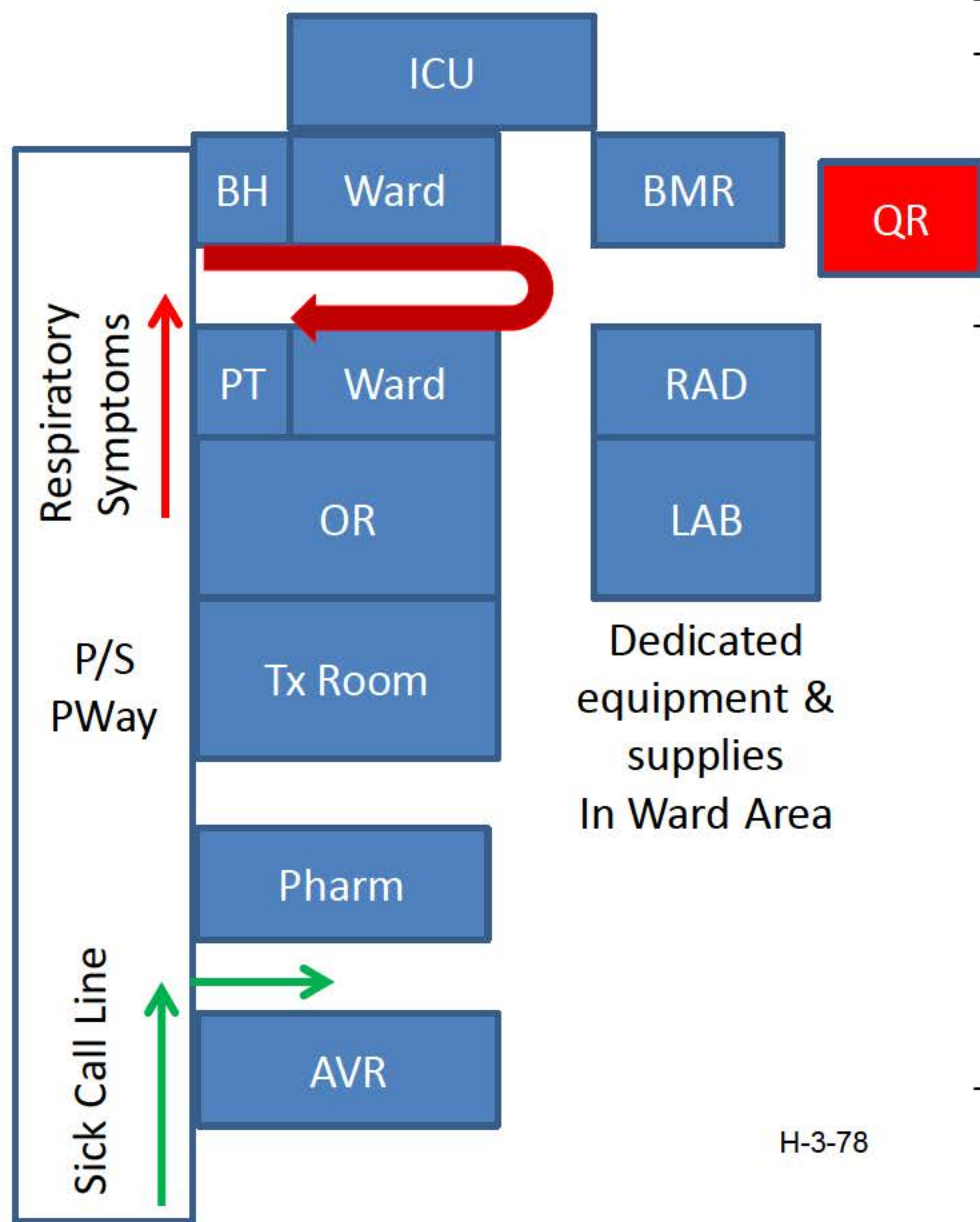 ICU
BH
Ward
BMR
QR
Respiratory
Symptoms
PT
Ward
RAD
OR
LAB
P/S
PWay
Tx Room
Dedicated
equipment &
supplies
In Ward Area
Pharm
Sick Call Line
AVR
H-3-78